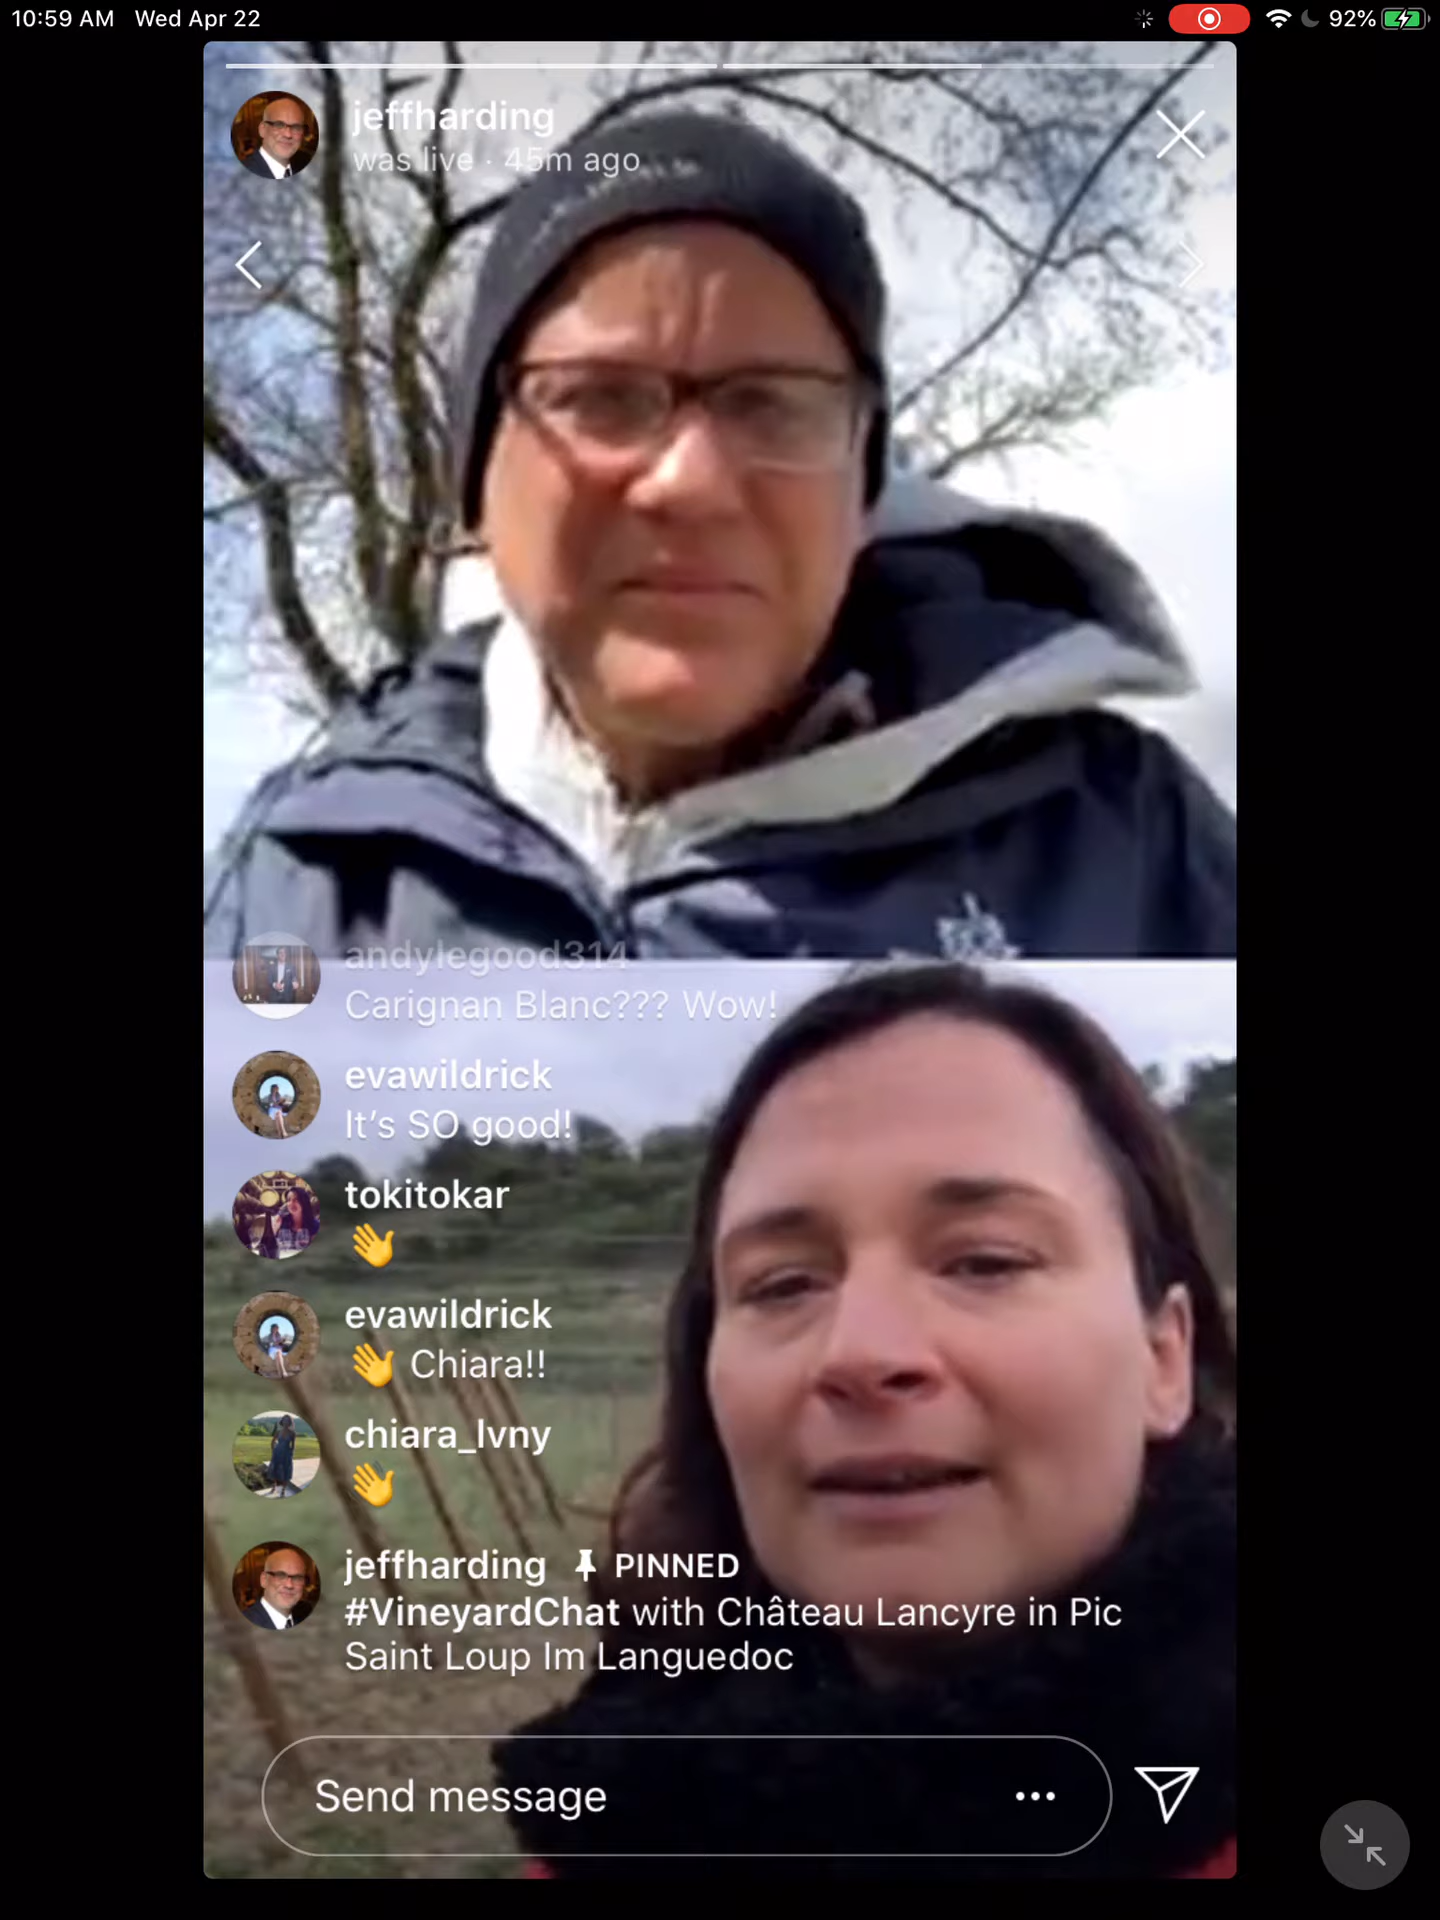 10:59 AM Wed Apr 22
92%
jeffharding
was live · 45m ago
andylegood314
Carignan Blanc??? Wow!
evawildrick
It's SO good!
tokitokar
👋
evawildrick
👋 Chiara!!
chiara_lvny
👋
jeffharding PINNED
#VineyardChat with Château Lancyre in Pic
Saint Loup Im Languedoc
Send message